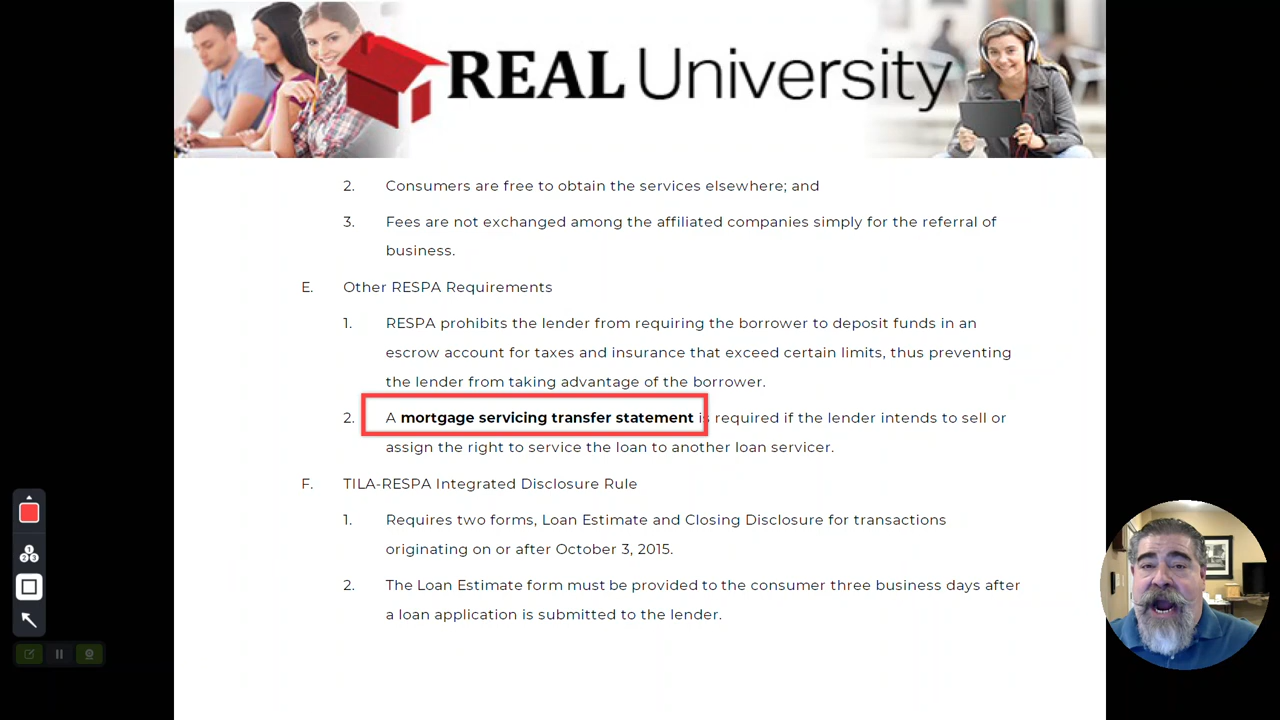 REAL University
2. Consumers are free to obtain the services elsewhere; and
3. Fees are not exchanged among the affiliated companies simply for the referral of
business.
E. Other RESPA Requirements
1. RESPA prohibits the lender from requiring the borrower to deposit funds in an
escrow account for taxes and insurance that exceed certain limits, thus preventing
the lender from taking advantage of the borrower.
2. A mortgage servicing transfer statement is required if the lender intends to sell or
assign the right to service the loan to another loan servicer.
F. TILA-RESPA Integrated Disclosure Rule
1. Requires two forms, Loan Estimate and Closing Disclosure for transactions
originating on or after October 3, 2015.
2. The Loan Estimate form must be provided to the consumer three business days after
a loan application is submitted to the lender.